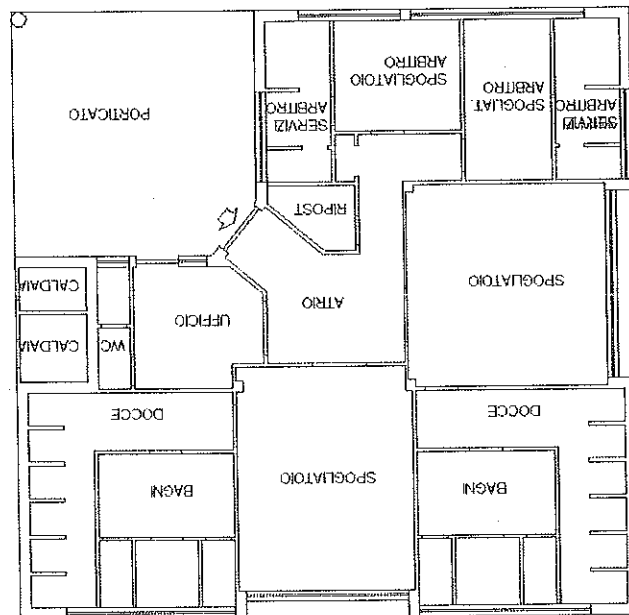 BAGNI
SPOGLIATOIO
BAGNI
DOCCE
DOCCE
WC
CALDAIA
UFFICIO
ATRIO
SPOGLIATOIO
CALDAIA
RIPOST
SERVIZI
ARBITRO
SPOGLIAT.
ARBITRO
SPOGLIATOIO
ARBITRO
SERVIZI
ARBITRO
PORTICATO